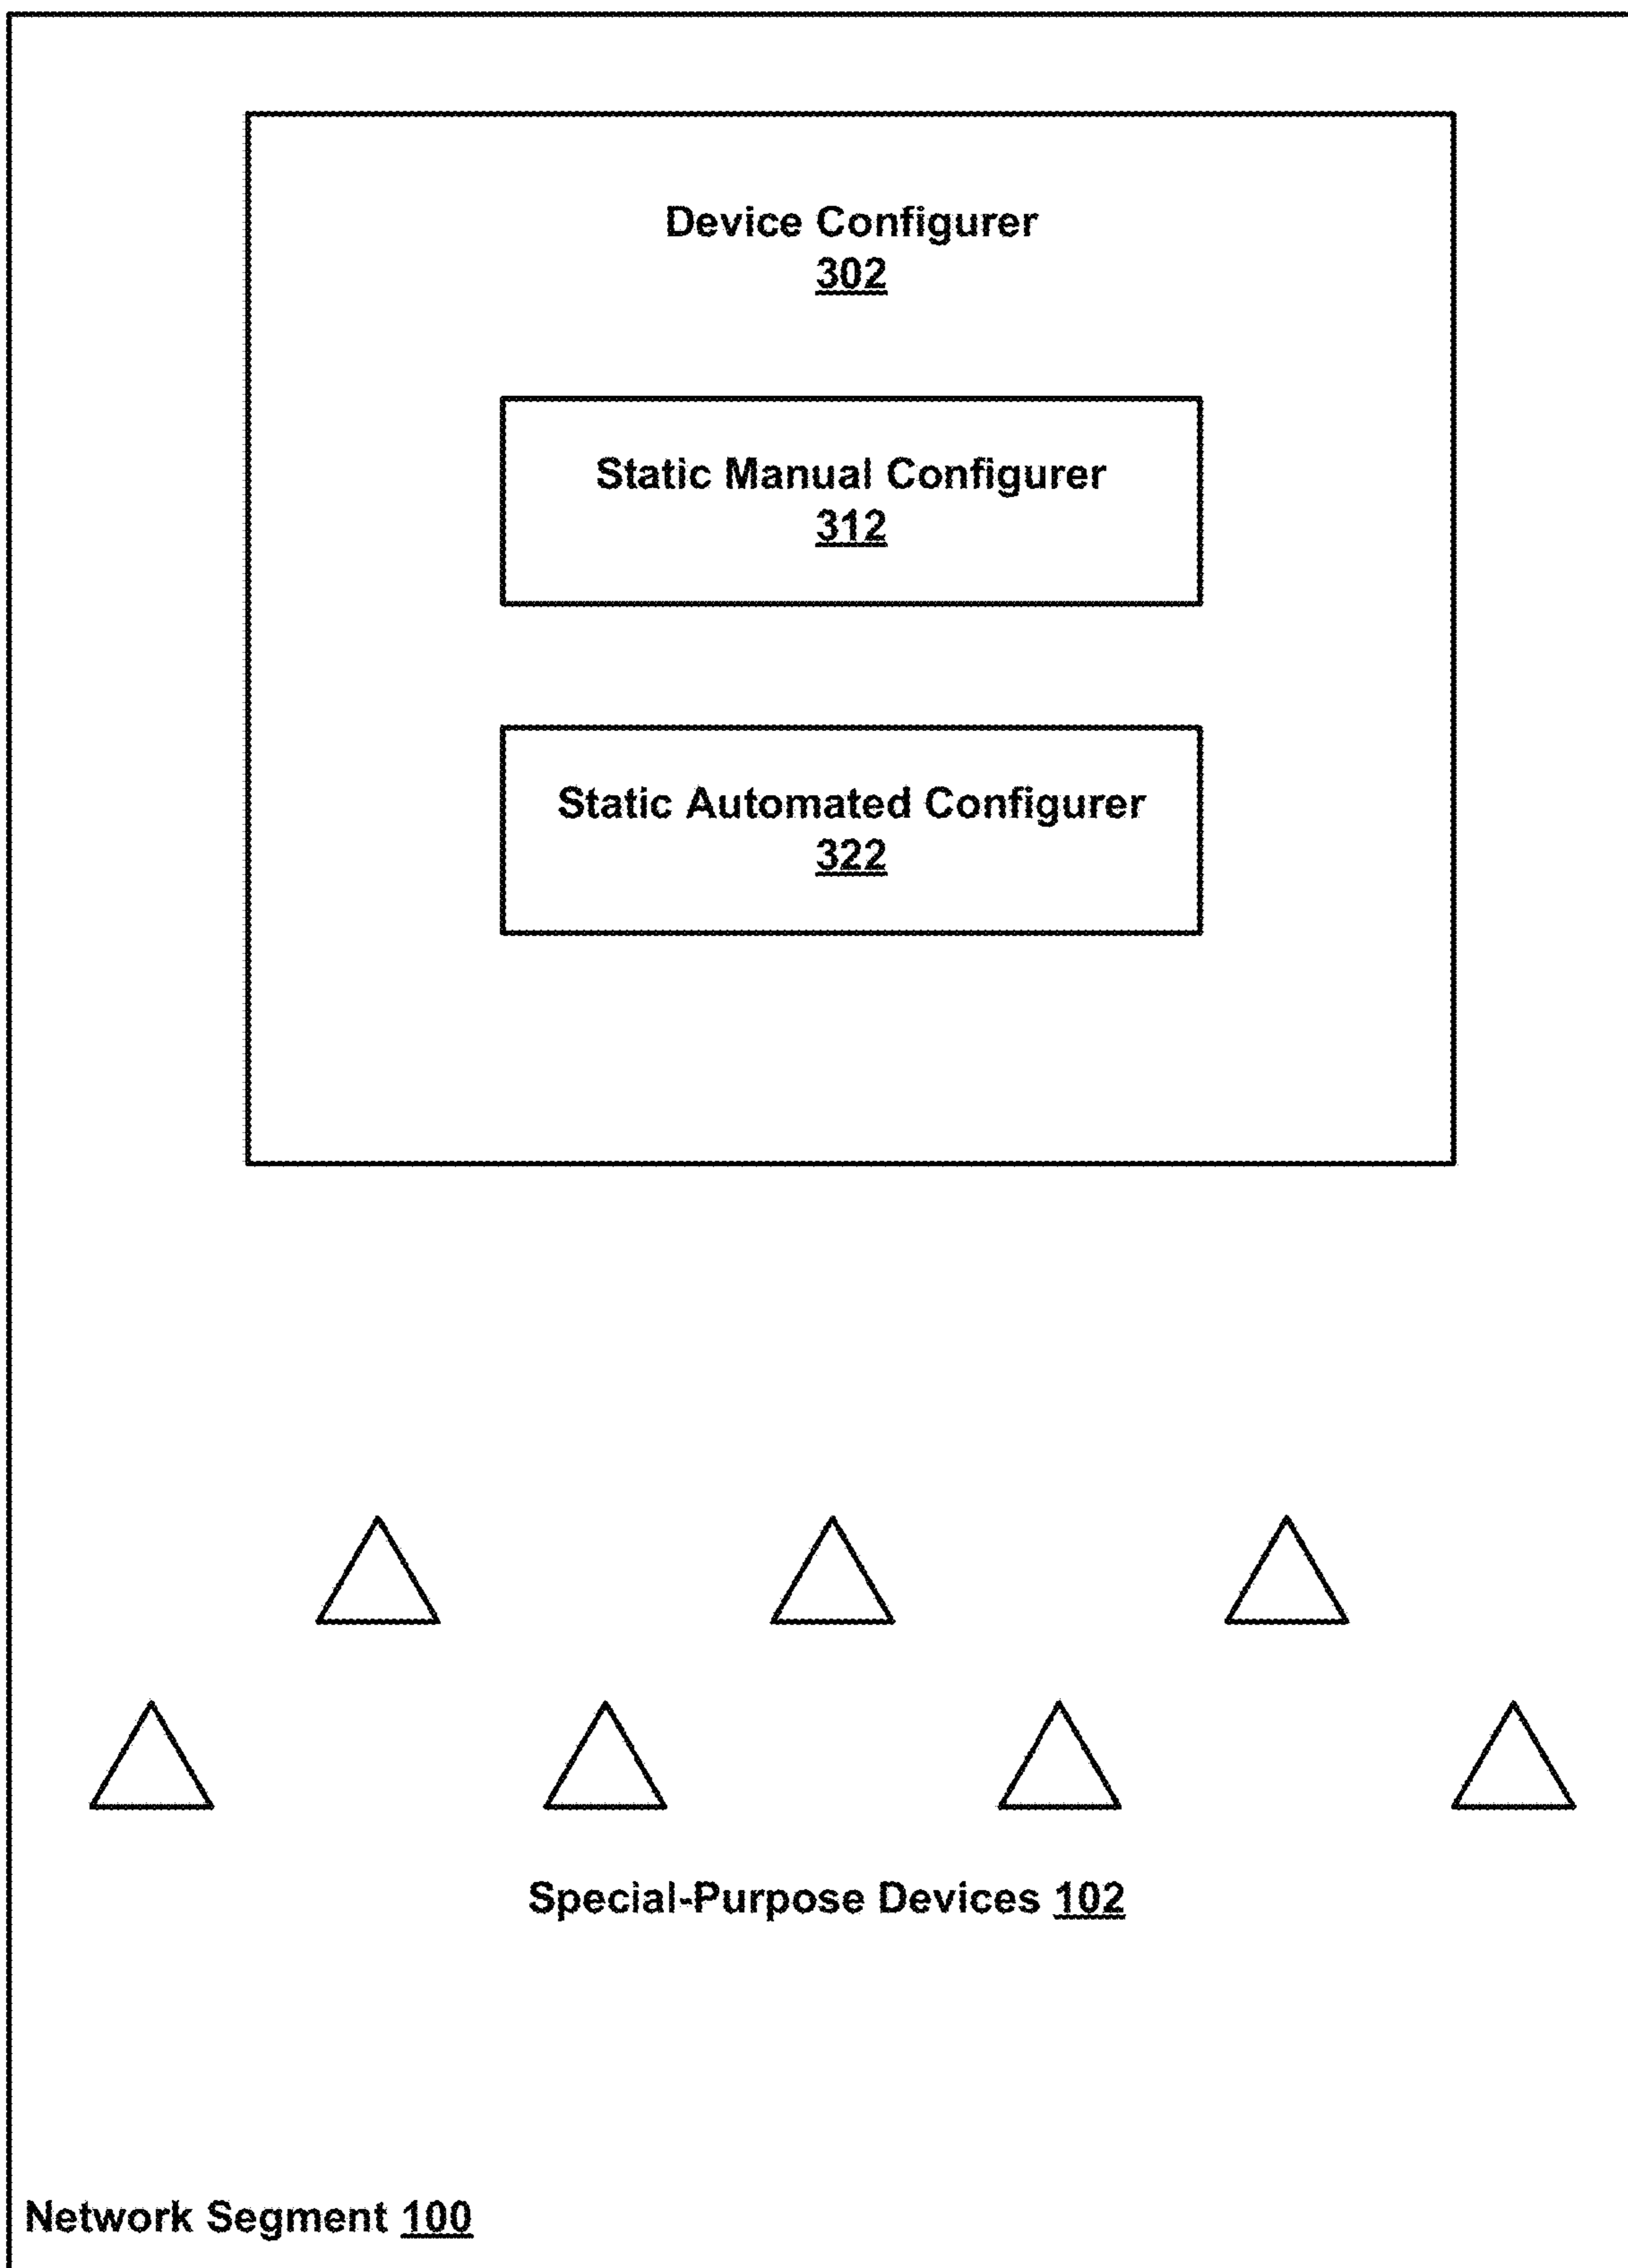 Device Configurer
302
Static Manual Configurer
312
Static Automated Configurer
322
Special-Purpose Devices 102
Network Segment 100